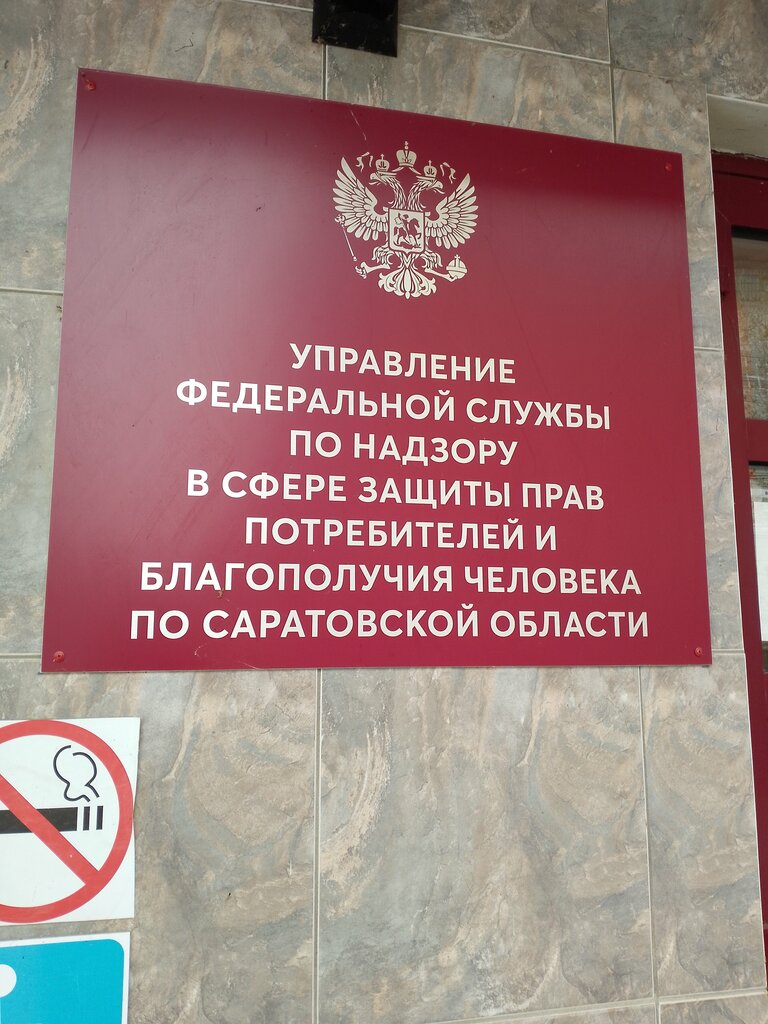 УПРАВЛЕНИЕ
ФЕДЕРАЛЬНОЙ СЛУЖБЫ
ПО НАДЗОРУ
В СФЕРЕ ЗАЩИТЫ ПРАВ
ПОТРЕБИТЕЛЕЙ И
БЛАГОПОЛУЧИЯ ЧЕЛОВЕКА
ПО САРАТОВСКОЙ ОБЛАСТИ